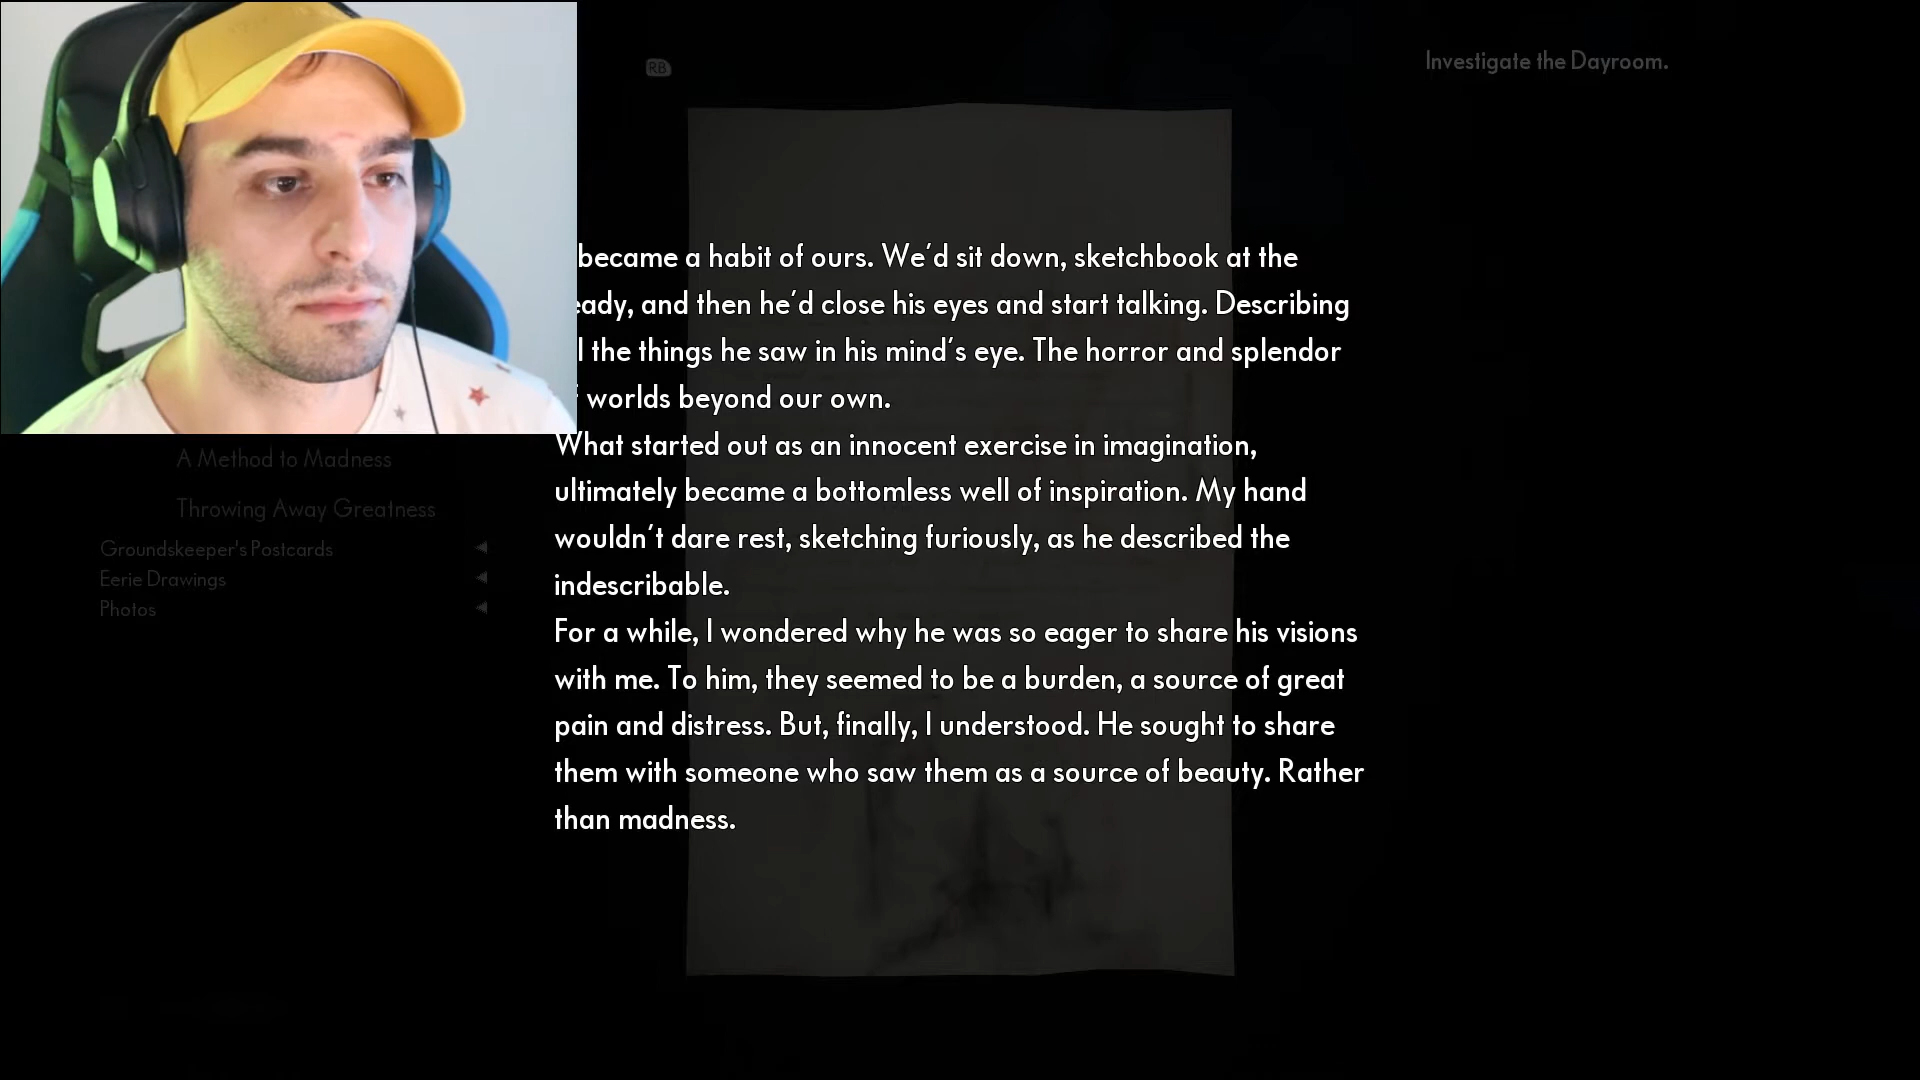 RB
Investigate the Dayroom.
became a habit of ours. We'd sit down, sketchbook at the
eady, and then he'd close his eyes and start talking. Describing
l the things he saw in his mind's eye. The horror and splendor
worlds beyond our own.
What started out as an innocent exercise in imagination,
ultimately became a bottomless well of inspiration. My hand
wouldn't dare rest, sketching furiously, as he described the
indescribable.
For a while, I wondered why he was so eager to share his visions
with me. To him, they seemed to be a burden, a source of great
pain and distress. But, finally, I understood. He sought to share
them with someone who saw them as a source of beauty. Rather
than madness.
A Method to Madness
Throwing Away Greatness
Groundskeeper's Postcards
Eerie Drawings
Photos